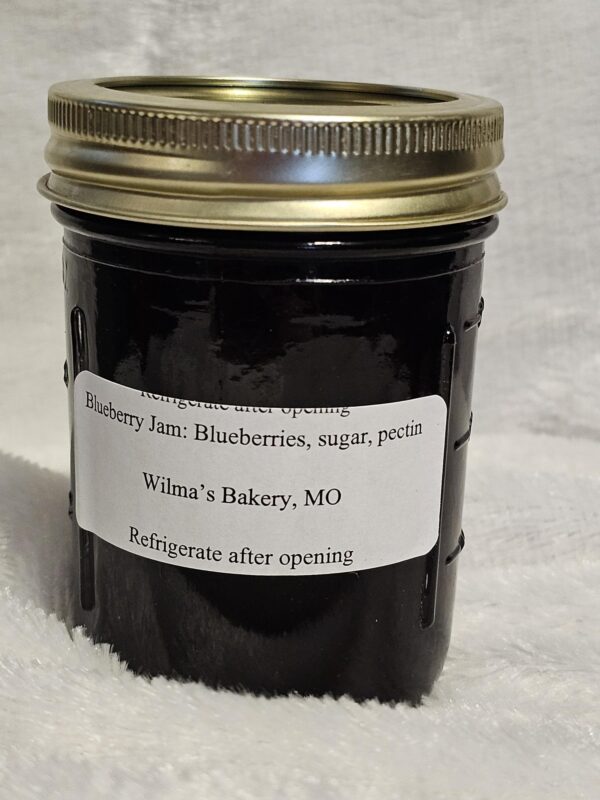 Refrigerate after opening
Blueberry Jam: Blueberries, sugar, pectin
Wilma's Bakery, MO
Refrigerate after opening